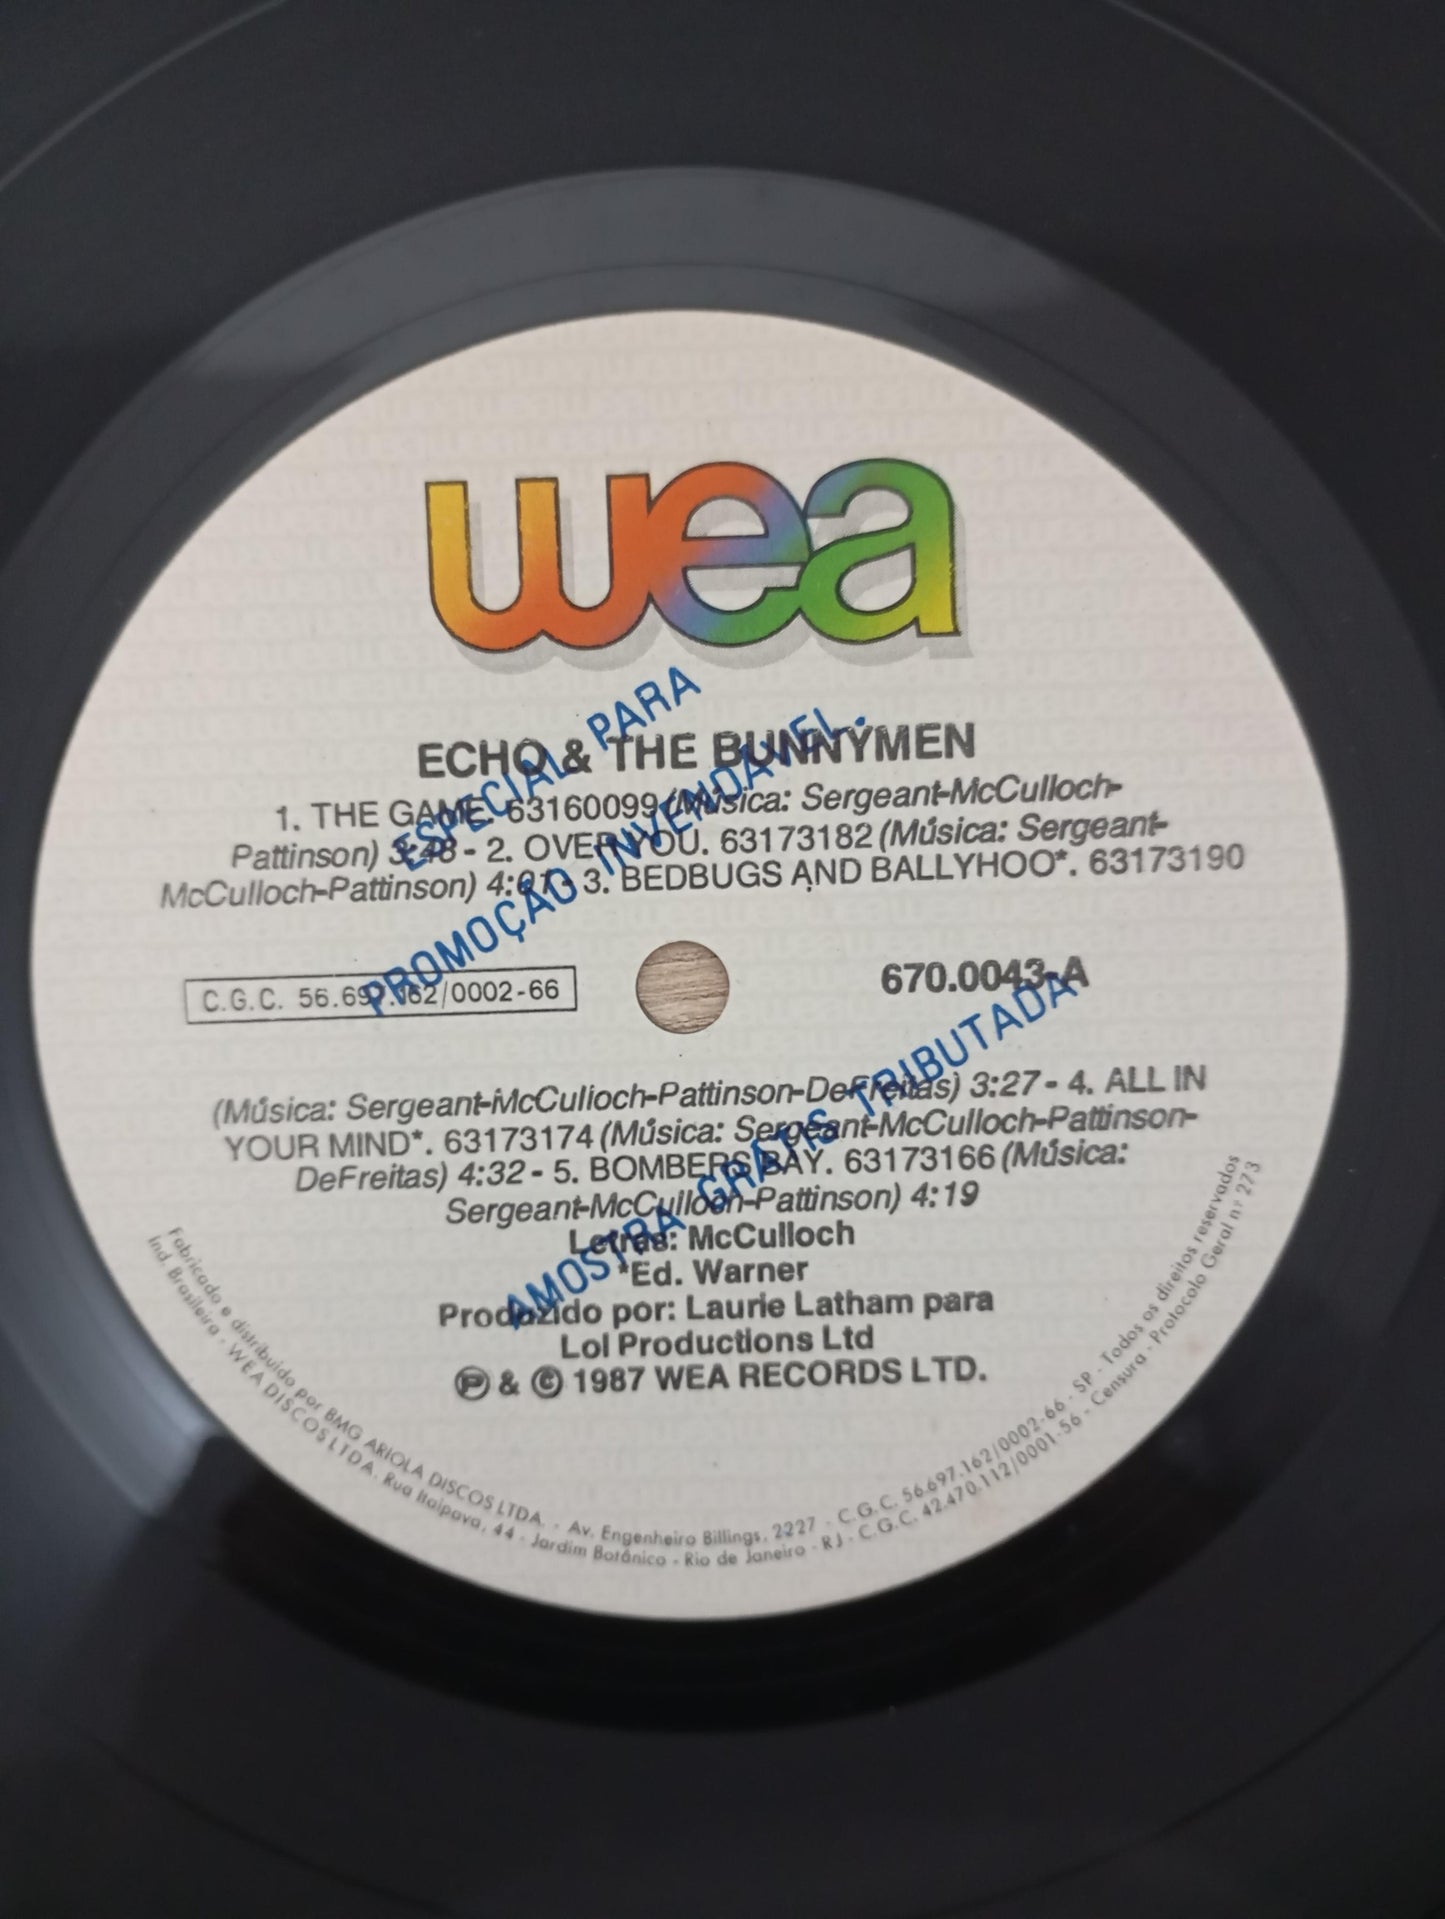 wea
ECHO & THE BUNNYMEN
1. THE GAME. 63160099 (Música: Sergeant-McCulloch-
Pattinson) 3:48 - 2. OVER YOU. 63173182 (Música: Sergeant-
McCulloch-Pattinson) 4:01 - 3. BEDBUGS AND BALLYHOO*. 63173190
C.G.C. 56.697.162/0002-66
670.0043-A
(Música: Sergeant-McCulloch-Pattinson-DeFreitas) 3:27 - 4. ALL IN
YOUR MIND*. 63173174 (Música: Sergeant-McCulloch-Pattinson-
DeFreitas) 4:32 - 5. BOMBERS BAY. 63173166 (Música:
Sergeant-McCulloch-Pattinson) 4:19
Letras: McCulloch
*Ed. Warner
Produzido por: Laurie Latham para
Lol Productions Ltd
Ⓟ & © 1987 WEA RECORDS LTD.
ESPECIAL PARA
PROMOÇÃO INVENDÁVEL.
AMOSTRA GRATIS TRIBUTADA
Fabricado e distribuído por BMG ARIOLA DISCOS LTDA. - Av. Engenheiro Billings, 2227 - C.G.C. 56.697.162/0002-66 - SP - Todos os direitos reservados
Ind. Brasileira - WEA DISCOS LTDA. Rua Itaipava, 44 - Jardim Botânico - Rio de Janeiro - RJ - C.G.C. 42.470.112/0001-56 - Censura - Protocolo Geral nº 273